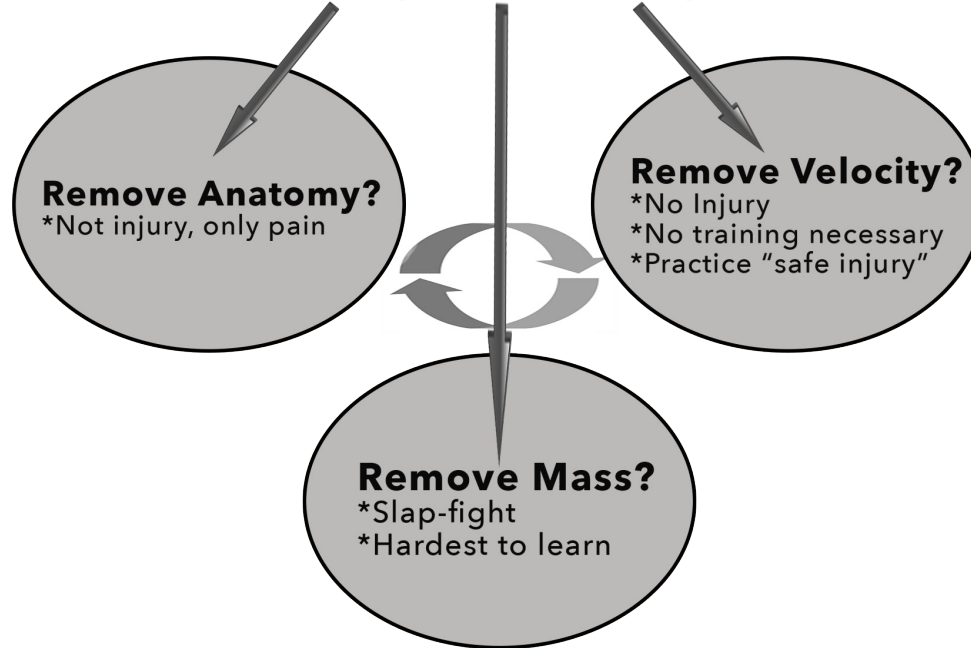 Remove Anatomy?
*Not injury, only pain
Remove Velocity?
*No Injury
*No training necessary
*Practice “safe injury”
Remove Mass?
*Slap-fight
*Hardest to learn